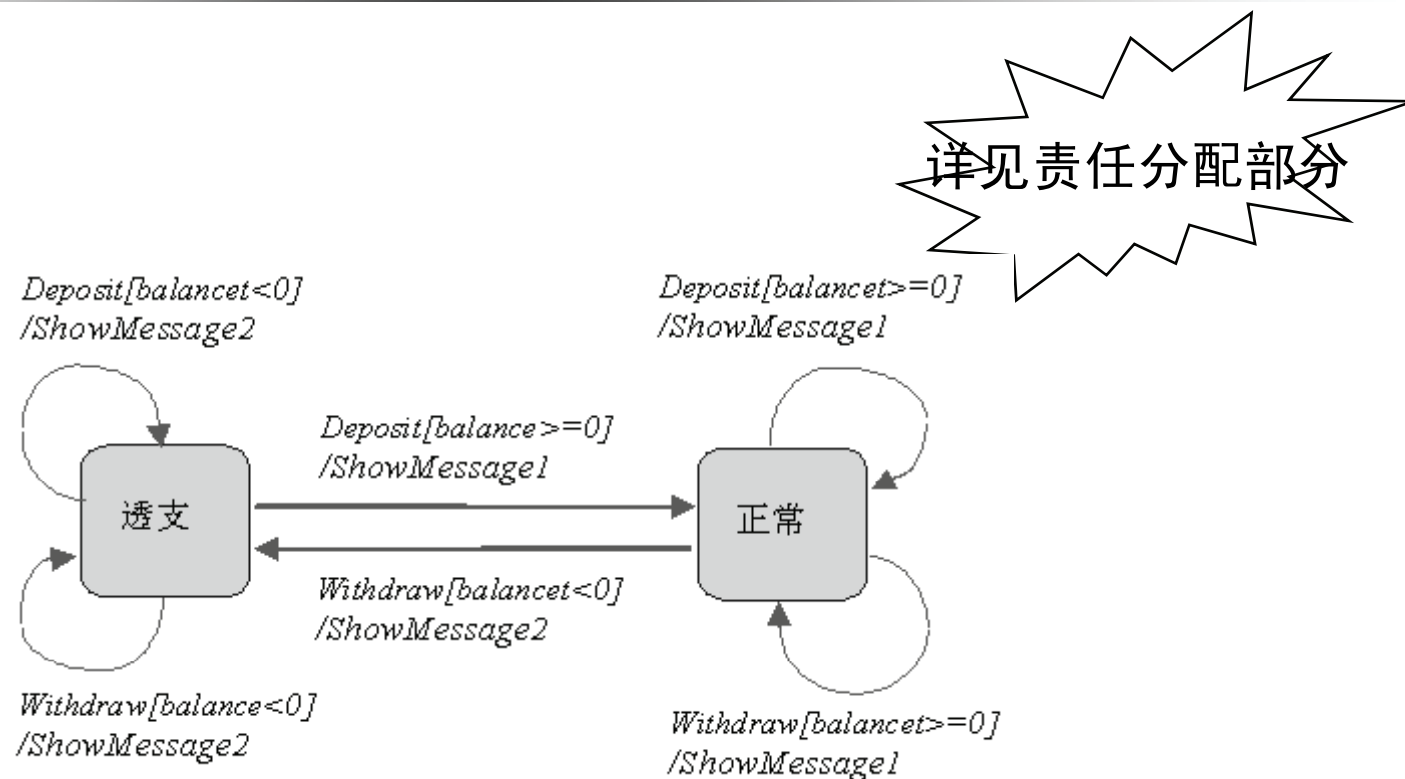 详见责任分配部分
Deposit[balancet<0]
/ShowMessage2
Deposit[balancet>=0]
/ShowMessage1
Deposit[balance>=0]
/ShowMessage1
透支
正常
Withdraw[balancet<0]
/ShowMessage2
Withdraw[balance<0]
/ShowMessage2
Withdraw[balancet>=0]
/ShowMessage1